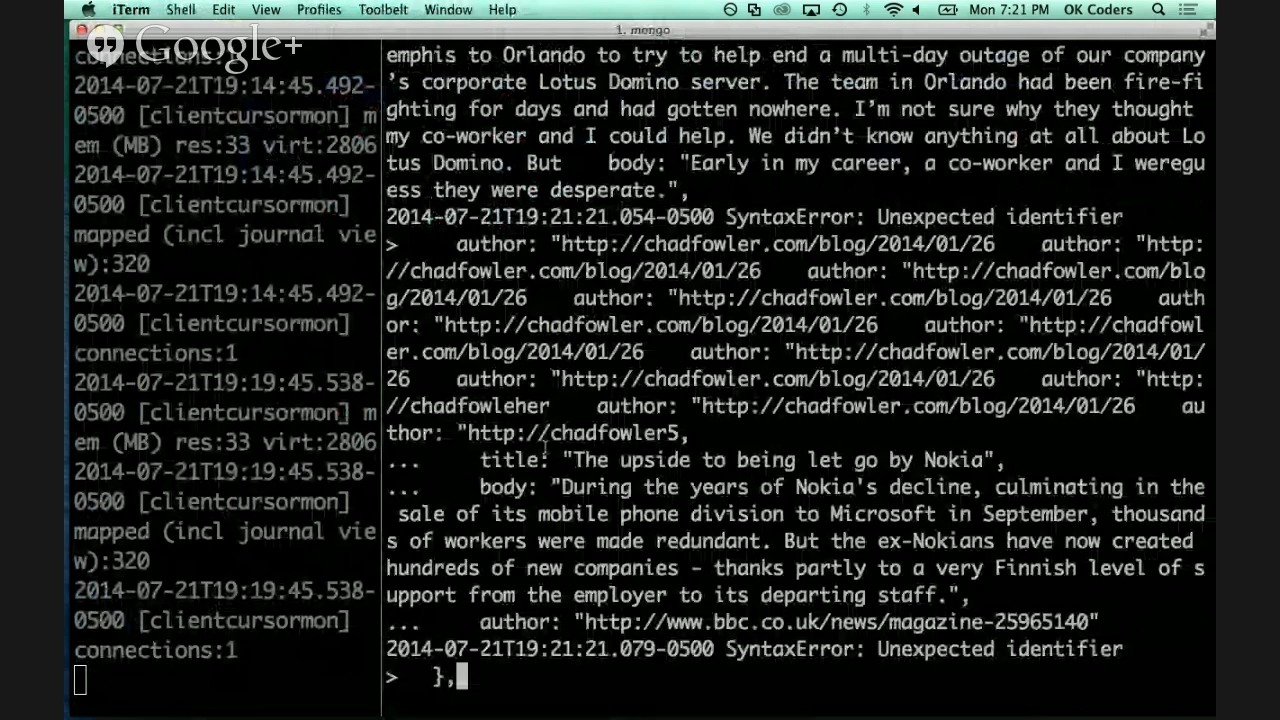 iTerm Shell Edit View Profiles Toolbelt Window Help Mon 7:21 PM OK Coders
1. mongo
Google+
connections:
2014-07-21T19:14:45.492-
0500 [clientcursormon] m
em (MB) res:33 virt:2806
2014-07-21T19:14:45.492-
0500 [clientcursormon]
mapped (incl journal vie
w):320
2014-07-21T19:14:45.492-
0500 [clientcursormon]
connections:1
2014-07-21T19:19:45.538-
0500 [clientcursormon] m
em (MB) res:33 virt:2806
2014-07-21T19:19:45.538-
0500 [clientcursormon]
mapped (incl journal vie
w):320
2014-07-21T19:19:45.538-
0500 [clientcursormon]
connections:1
emphis to Orlando to try to help end a multi-day outage of our company
's corporate Lotus Domino server. The team in Orlando had been fire-fi
ghting for days and had gotten nowhere. I'm not sure why they thought
my co-worker and I could help. We didn't know anything at all about Lo
tus Domino. But    body: "Early in my career, a co-worker and I weregu
ess they were desperate.",
2014-07-21T19:21:21.054-0500 SyntaxError: Unexpected identifier
>     author: "http://chadfowler.com/blog/2014/01/26    author: "http:
//chadfowler.com/blog/2014/01/26    author: "http://chadfowler.com/blo
g/2014/01/26    author: "http://chadfowler.com/blog/2014/01/26    auth
or: "http://chadfowler.com/blog/2014/01/26    author: "http://chadfowl
er.com/blog/2014/01/26    author: "http://chadfowler.com/blog/2014/01/
26    author: "http://chadfowler.com/blog/2014/01/26    author: "http:
//chadfowleher    author: "http://chadfowler.com/blog/2014/01/26    au
thor: "http://chadfowler5,
...     title: "The upside to being let go by Nokia",
...     body: "During the years of Nokia's decline, culminating in the
 sale of its mobile phone division to Microsoft in September, thousand
s of workers were made redundant. But the ex-Nokians have now created
hundreds of new companies - thanks partly to a very Finnish level of s
upport from the employer to its departing staff.",
...     author: "http://www.bbc.co.uk/news/magazine-25965140"
2014-07-21T19:21:21.079-0500 SyntaxError: Unexpected identifier
>   },